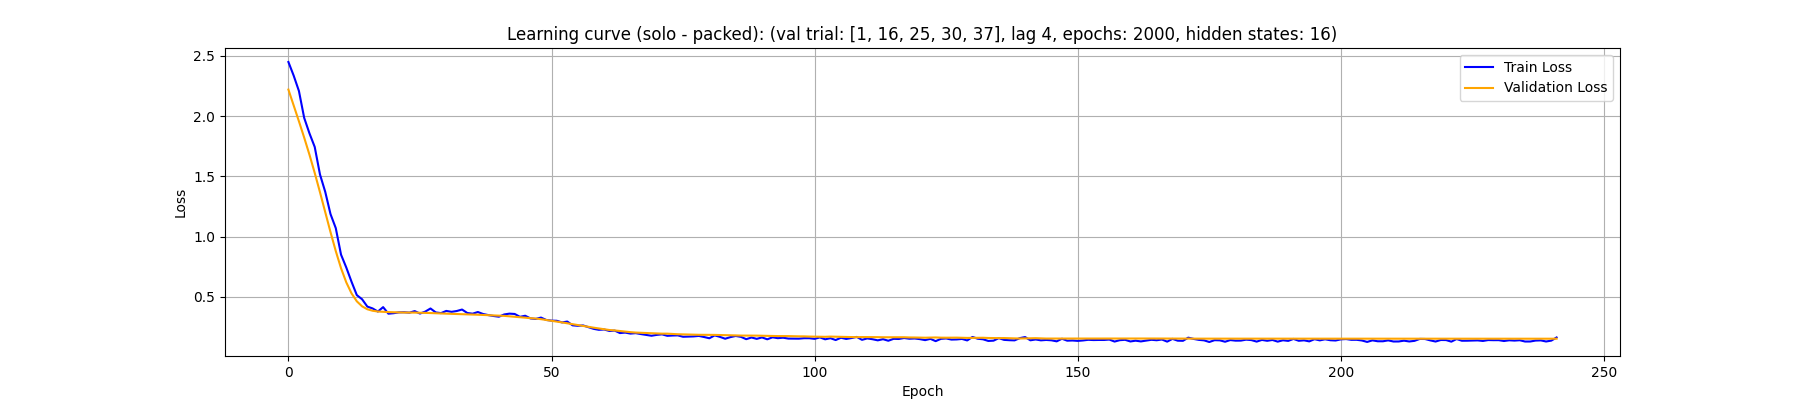 Learning curve (solo - packed): (val trial: [1, 16, 25, 30, 37], lag 4, epochs: 2000, hidden states: 16)
Train Loss
Validation Loss
Loss
2.5
2.0
1.5
1.0
0.5
0 50 100 150 200 250
Epoch